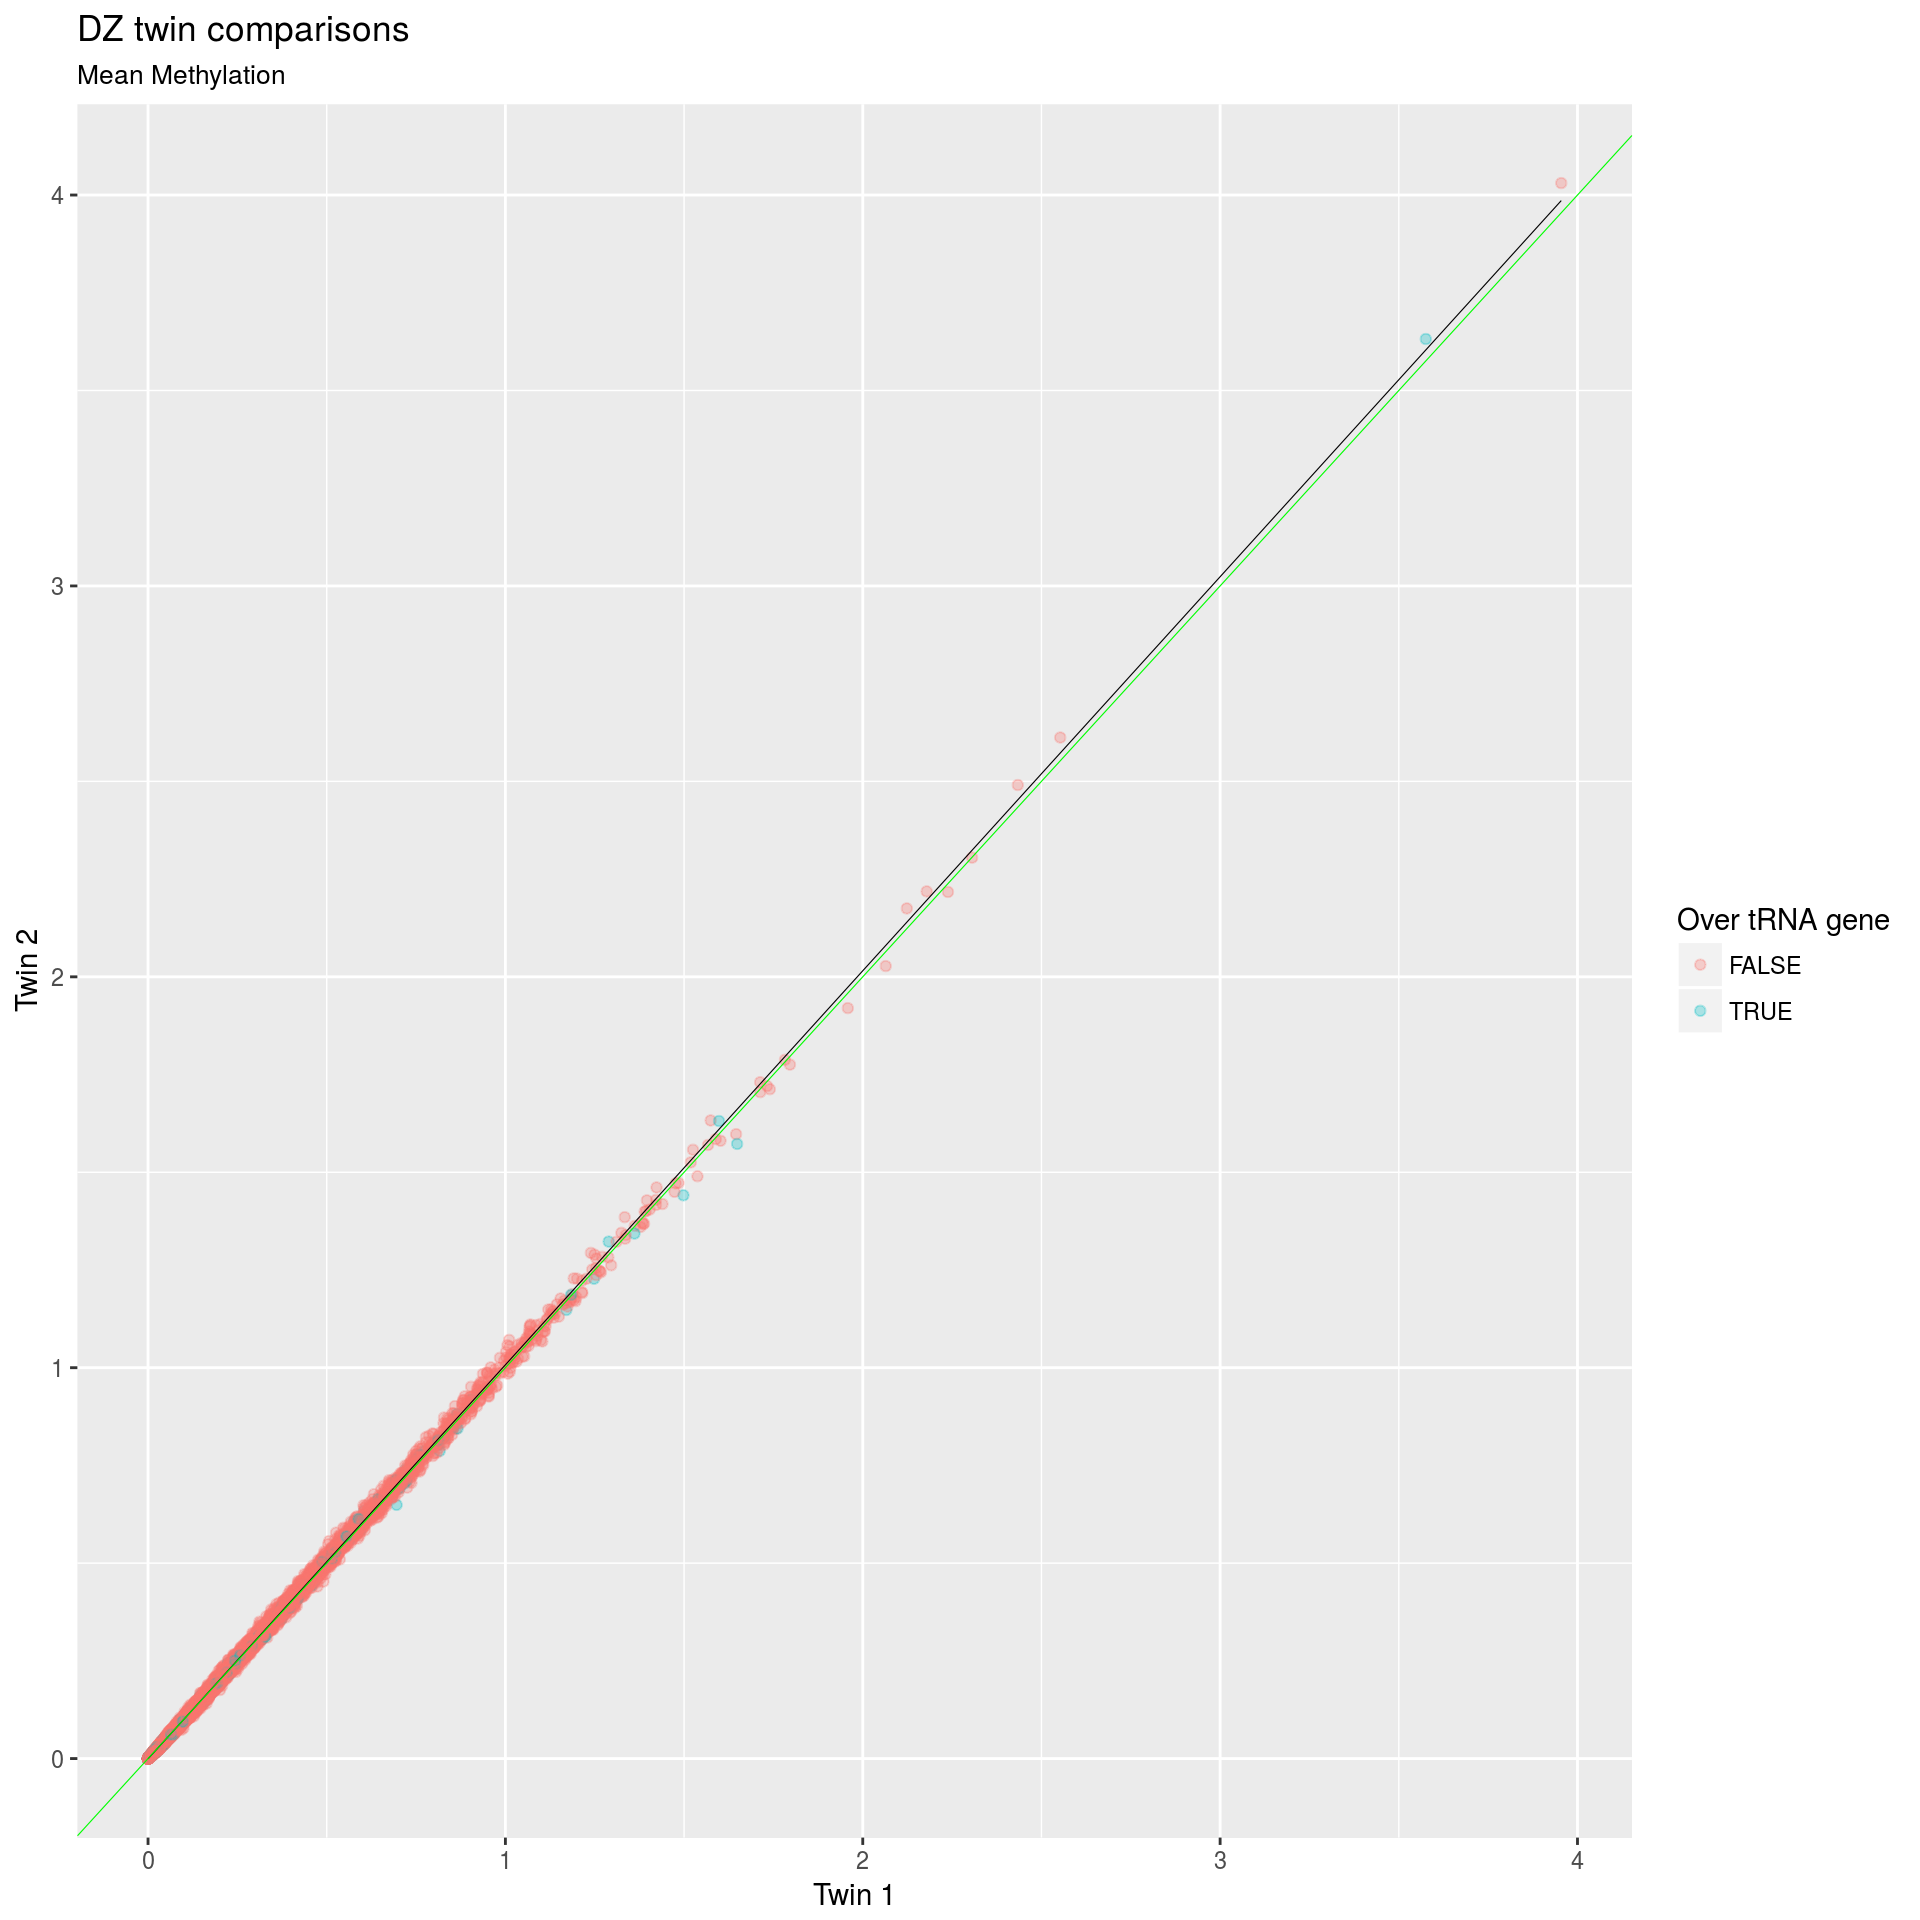 DZ twin comparisons
Mean Methylation
4
3
2
1
0
Twin 2
0 1 2 3 4
Twin 1
Over tRNA gene
FALSE
TRUE